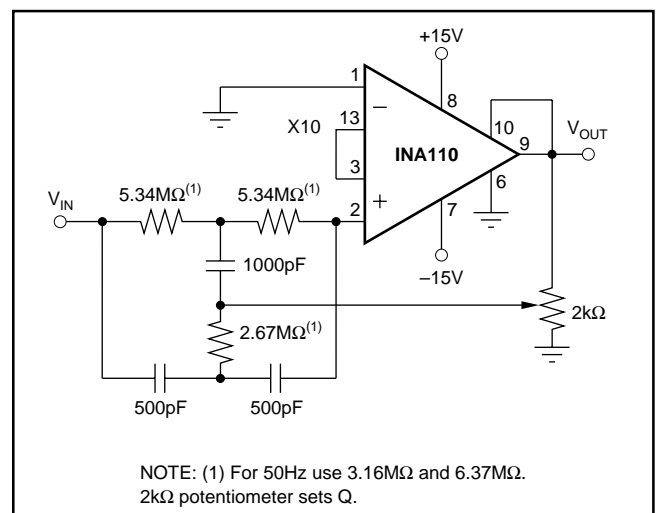 +15V
1
8
13
X10
10
INA110
V_OUT
9
3
6
V_IN
5.34MΩ(1)
5.34MΩ(1)
2
7
1000pF
–15V
2kΩ
2.67MΩ(1)
500pF
500pF
NOTE: (1) For 50Hz use 3.16MΩ and 6.37MΩ.
2kΩ potentiometer sets Q.